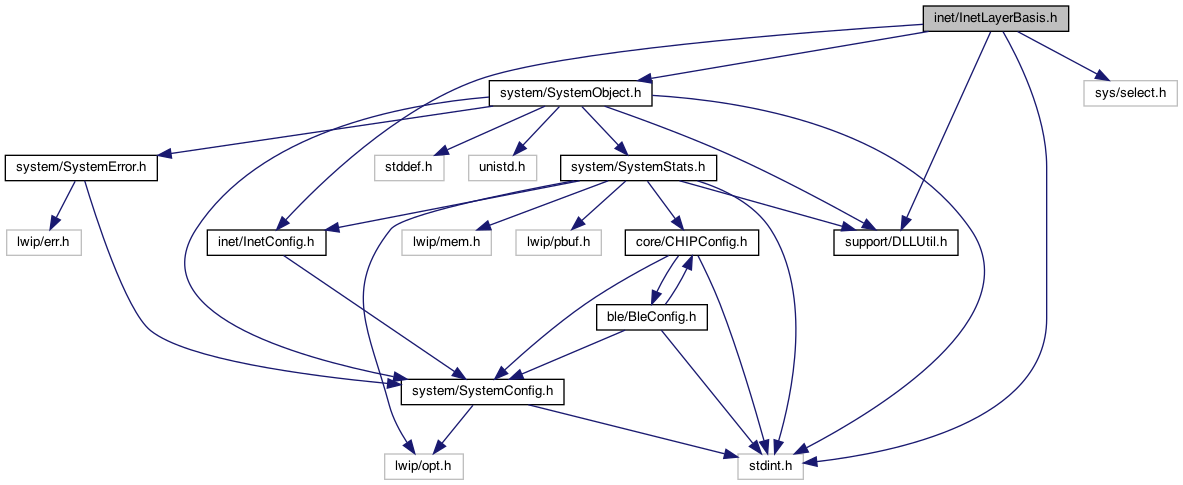 inet/InetLayerBasis.h
system/SystemObject.h
sys/select.h
system/SystemError.h
stddef.h
unistd.h
system/SystemStats.h
lwip/err.h
inet/InetConfig.h
lwip/mem.h
lwip/pbuf.h
core/CHIPConfig.h
support/DLLUtil.h
ble/BleConfig.h
system/SystemConfig.h
lwip/opt.h
stdint.h